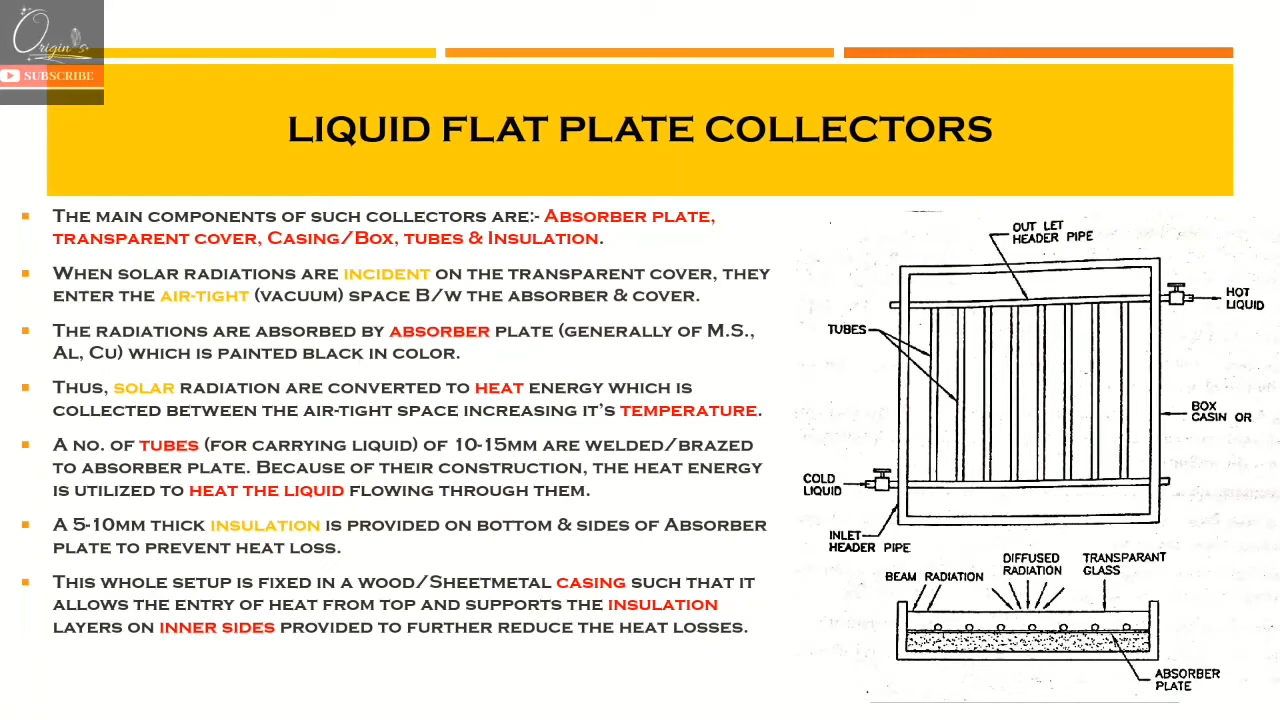 Origin's
SUBSCRIBE
LIQUID FLAT PLATE COLLECTORS
The main components of such collectors are:- Absorber plate,
transparent cover, Casing/Box, tubes & Insulation.
When solar radiations are incident on the transparent cover, they
enter the air-tight (vacuum) space B/w the absorber & cover.
The radiations are absorbed by absorber plate (generally of M.S.,
Al, Cu) which is painted black in color.
Thus, solar radiation are converted to heat energy which is
collected between the air-tight space increasing it's temperature.
A no. of tubes (for carrying liquid) of 10-15mm are welded/brazed
to absorber plate. Because of their construction, the heat energy
is utilized to heat the liquid flowing through them.
A 5-10mm thick insulation is provided on bottom & sides of Absorber
plate to prevent heat loss.
This whole setup is fixed in a wood/Sheetmetal casing such that it
allows the entry of heat from top and supports the insulation
layers on inner sides provided to further reduce the heat losses.
OUT LET
HEADER PIPE
HOT
LIQUID
TUBES
BOX
CASIN OR
COLD
LIQUID
INLET
HEADER PIPE
DIFFUSED
RADIATION
TRANSPARANT
GLASS
BEAM RADIATION
ABSORBER
PLATE